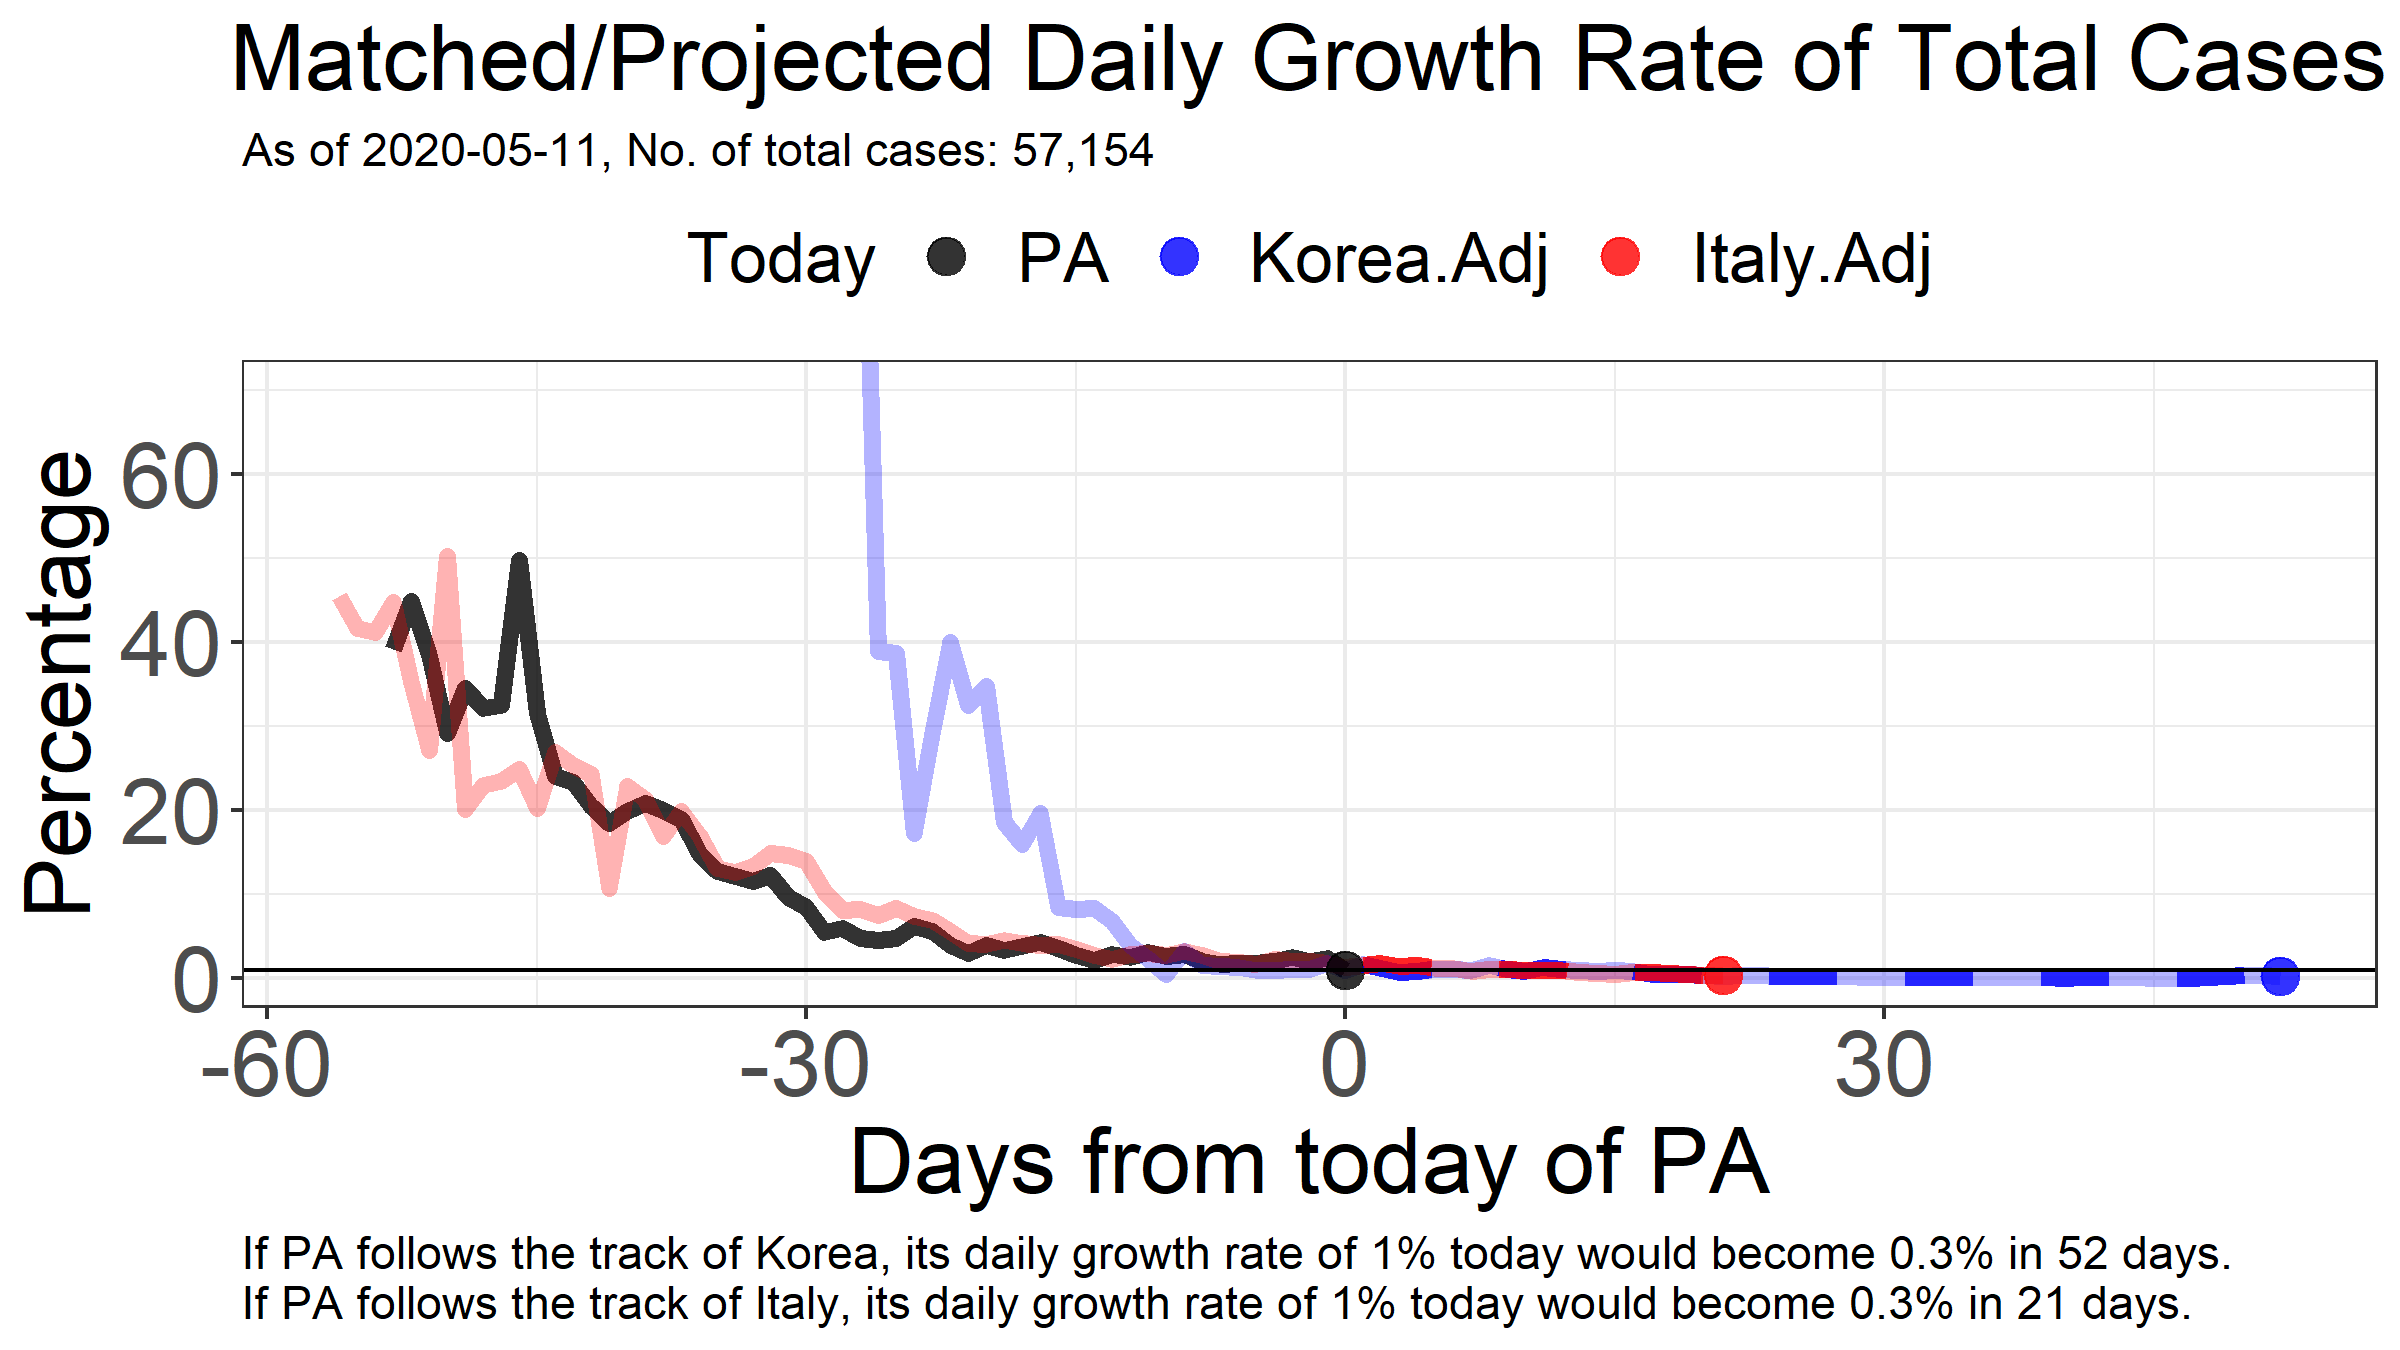 Matched/Projected Daily Growth Rate of Total Cases
As of 2020-05-11, No. of total cases: 57,154
Today PA Korea.Adj Italy.Adj
Percentage
60
40
20
0
-60 -30 0 30
Days from today of PA
If PA follows the track of Korea, its daily growth rate of 1% today would become 0.3% in 52 days.
If PA follows the track of Italy, its daily growth rate of 1% today would become 0.3% in 21 days.